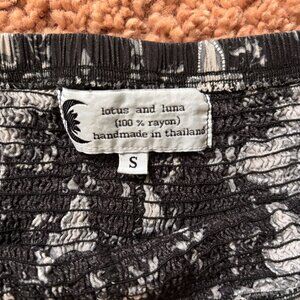 lotus and luna
(100 % rayon)
handmade in thailand
S